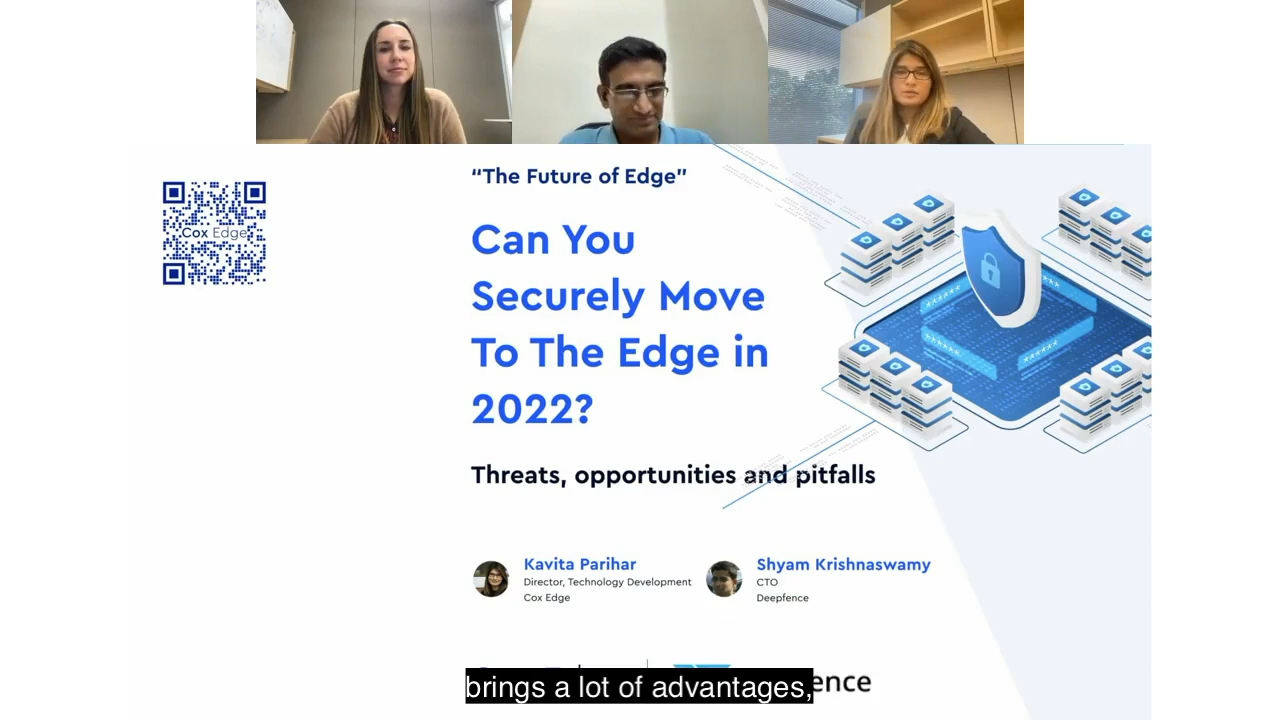 “The Future of Edge”
Cox Edge
Can You
Securely Move
To The Edge in
2022?
Threats, opportunities and pitfalls
Kavita Parihar
Director, Technology Development
Cox Edge
Shyam Krishnaswamy
CTO
Deepfence
brings a lot of advantages,
ence